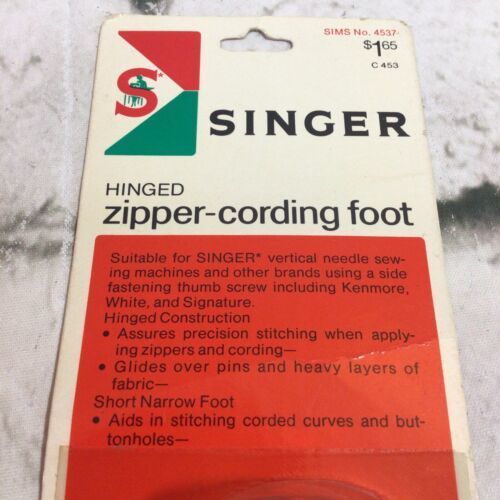 SIMS No. 4537
$1.65
C 453
S*
SINGER
HINGED
zipper-cording foot
Suitable for SINGER* vertical needle sew-
ing machines and other brands using a side
fastening thumb screw including Kenmore,
White, and Signature.
Hinged Construction
• Assures precision stitching when apply-
ing zippers and cording—
• Glides over pins and heavy layers of
fabric—
Short Narrow Foot
• Aids in stitching corded curves and but-
tonholes—